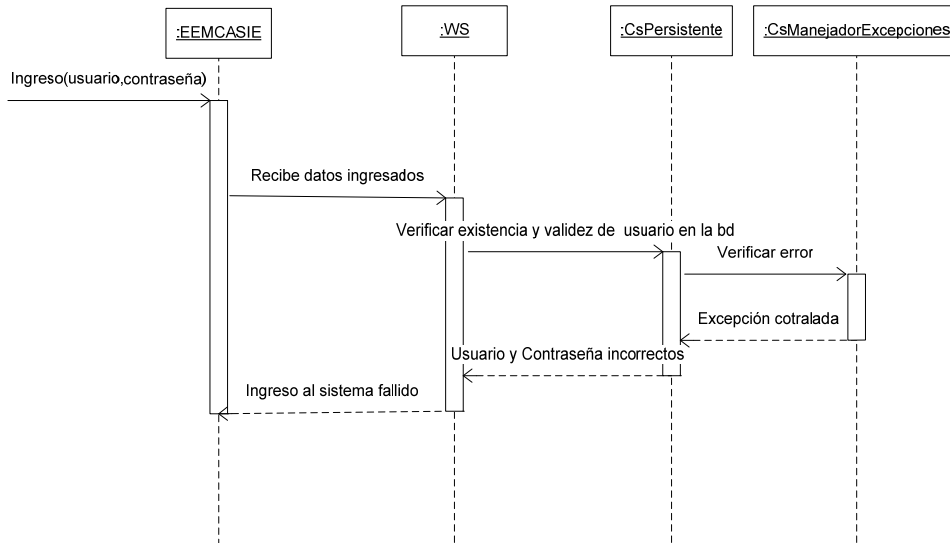 :EEMCASIE
:WS
:CsPersistente
:CsManejadorExcepciones
Ingreso(usuario,contraseña)
Recibe datos ingresados
Verificar existencia y validez de usuario en la bd
Verificar error
Excepción cotralada
Usuario y Contraseña incorrectos
Ingreso al sistema fallido